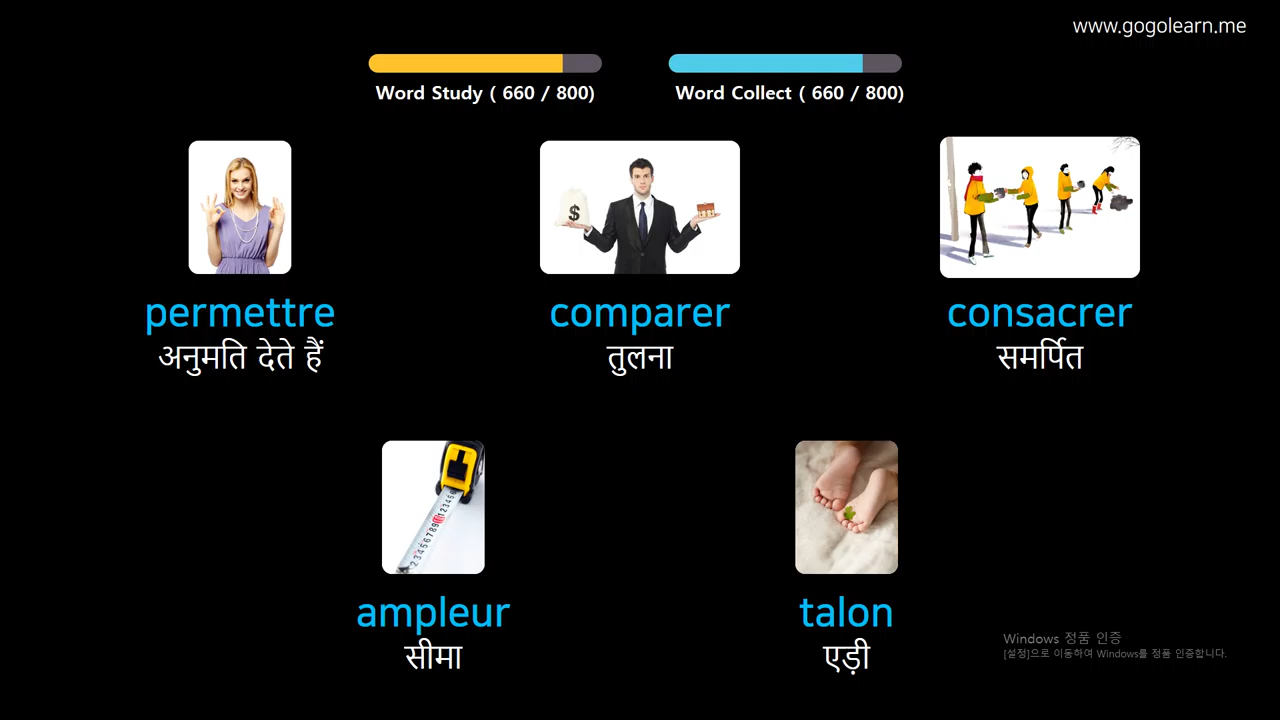 www.gogolearn.me
Word Study ( 660 / 800)
Word Collect ( 660 / 800)
permettre
अनुमति देते हैं
comparer
तुलना
consacrer
समर्पित
ampleur
सीमा
talon
एड़ी
Windows 정품 인증
[설정]으로 이동하여 Windows를 정품 인증합니다.